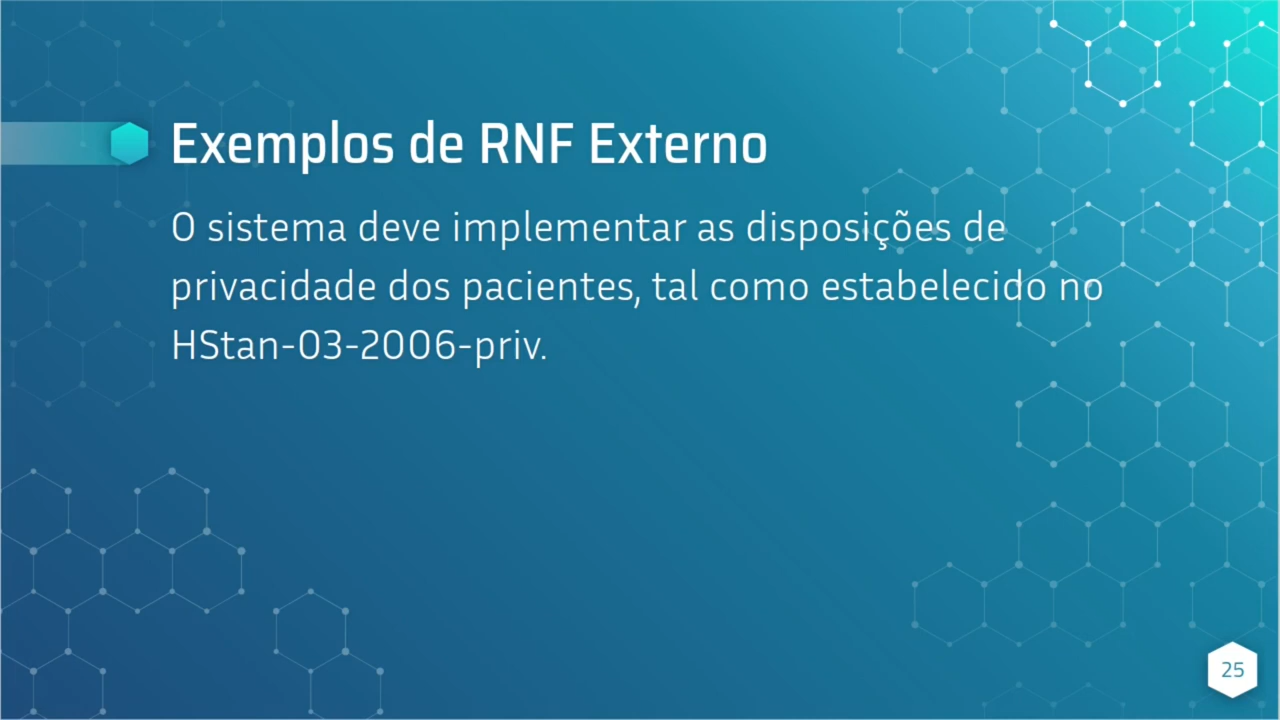 Exemplos de RNF Externo
O sistema deve implementar as disposições de
privacidade dos pacientes, tal como estabelecido no
HStan-03-2006-priv.
25